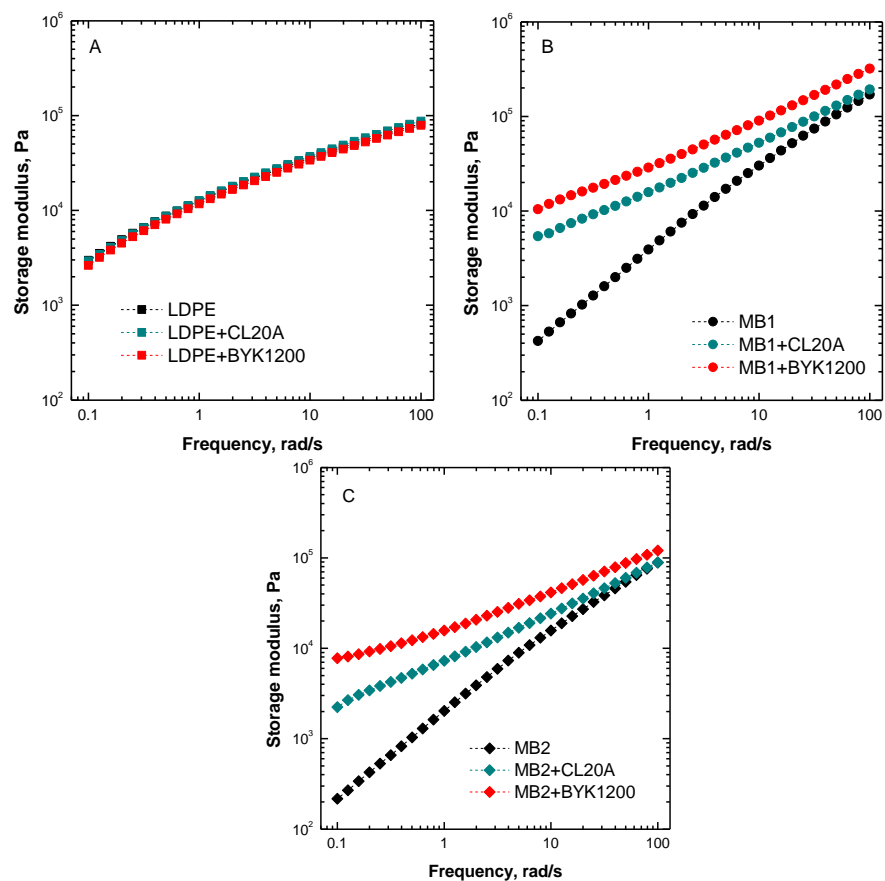 A
Storage modulus, Pa
10^6
10^5
10^4
10^3
10^2
LDPE
LDPE+CL20A
LDPE+BYK1200
0.1 1 10 100
Frequency, rad/s
B
Storage modulus, Pa
10^6
10^5
10^4
10^3
10^2
MB1
MB1+CL20A
MB1+BYK1200
0.1 1 10 100
Frequency, rad/s
C
Storage modulus, Pa
10^6
10^5
10^4
10^3
10^2
MB2
MB2+CL20A
MB2+BYK1200
0.1 1 10 100
Frequency, rad/s